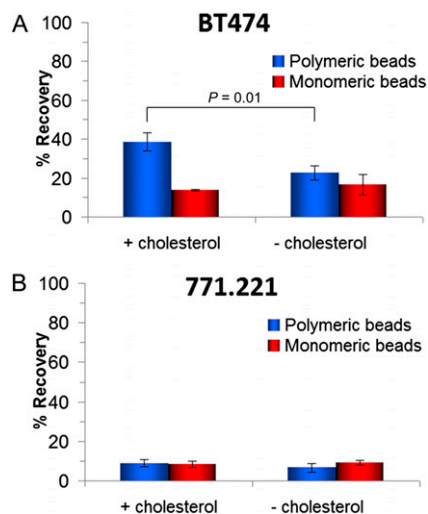 A
BT474
100
80
60
40
20
0
% Recovery
Polymeric beads
Monomeric beads
P = 0.01
+ cholesterol
- cholesterol
B
771.221
100
80
60
40
20
0
% Recovery
Polymeric beads
Monomeric beads
+ cholesterol
- cholesterol